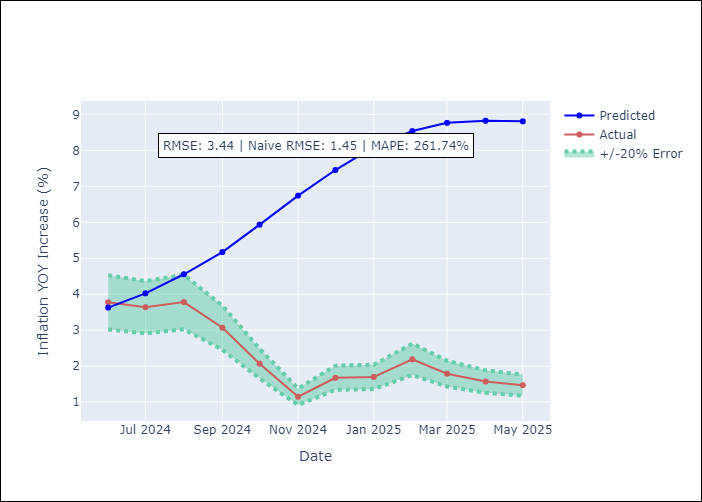 9
8
7
6
5
4
3
2
1
Inflation YOY Increase (%)
RMSE: 3.44 | Naive RMSE: 1.45 | MAPE: 261.74%
Predicted
Actual
+/-20% Error
Jul 2024 Sep 2024 Nov 2024 Jan 2025 Mar 2025 May 2025
Date